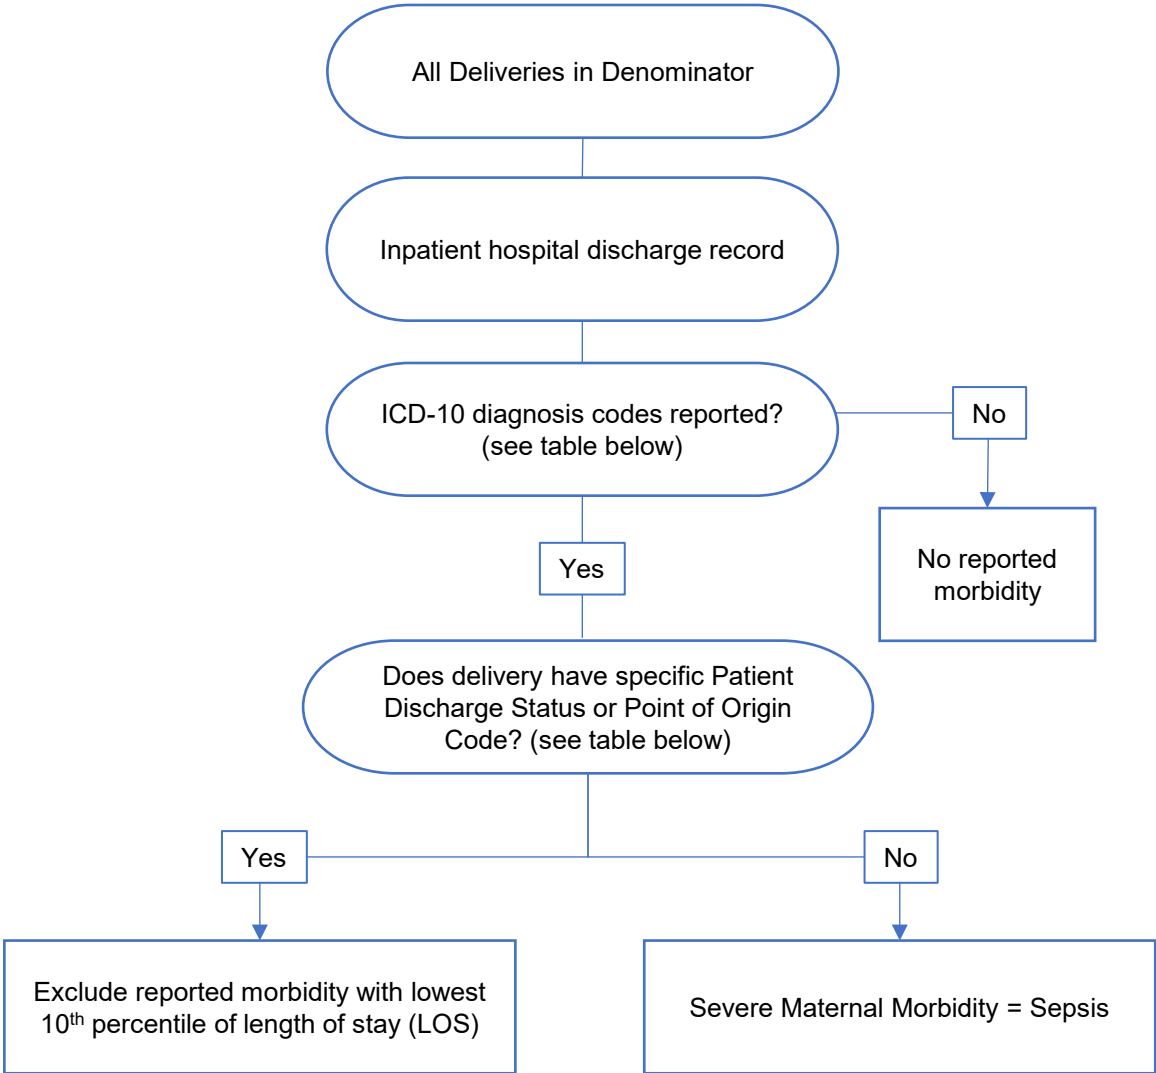 All Deliveries in Denominator
Inpatient hospital discharge record
ICD-10 diagnosis codes reported?
(see table below)
No
No reported
morbidity
Yes
Does delivery have specific Patient
Discharge Status or Point of Origin
Code? (see table below)
Yes
No
Exclude reported morbidity with lowest
10th percentile of length of stay (LOS)
Severe Maternal Morbidity = Sepsis